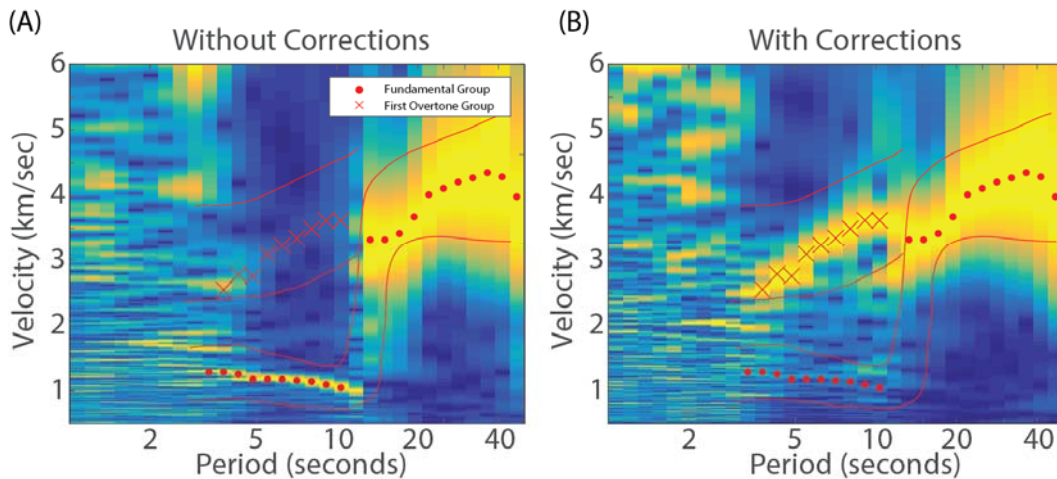 (A)
Without Corrections
Velocity (km/sec)
6
5
4
3
2
1
Fundamental Group
First Overtone Group
2
5
10
20
40
Period (seconds)
(B)
With Corrections
Velocity (km/sec)
6
5
4
3
2
1
2
5
10
20
40
Period (seconds)